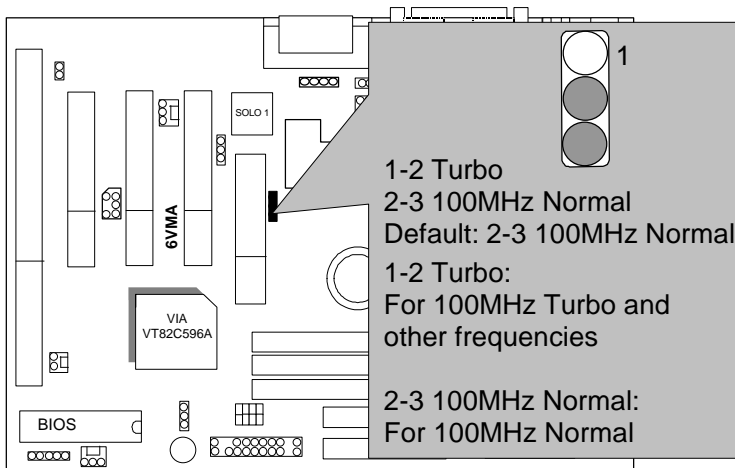 1
SOLO 1
6VMA
VIA
VT82C596A
BIOS
1-2 Turbo
2-3 100MHz Normal
Default: 2-3 100MHz Normal
1-2 Turbo:
For 100MHz Turbo and
other frequencies
2-3 100MHz Normal:
For 100MHz Normal